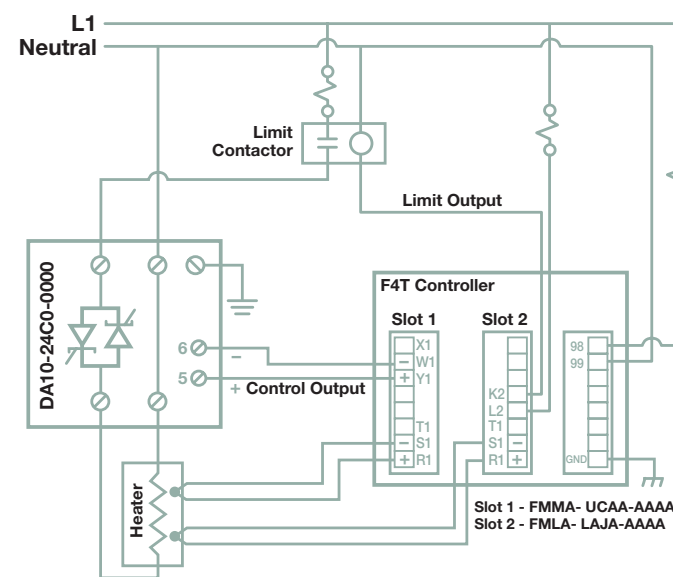 L1
Neutral
Limit
Contactor
Limit Output
DA10-24C0-0000
6
−
5
+ Control Output
F4T Controller
Slot 1
Slot 2
X1
− W1
+ Y1
T1
− S1
+ R1
K2
L2
T1
S1 −
R1 +
98
99
GND
Heater
Slot 1 - FMMA- UCAA-AAAA
Slot 2 - FMLA- LAJA-AAAA